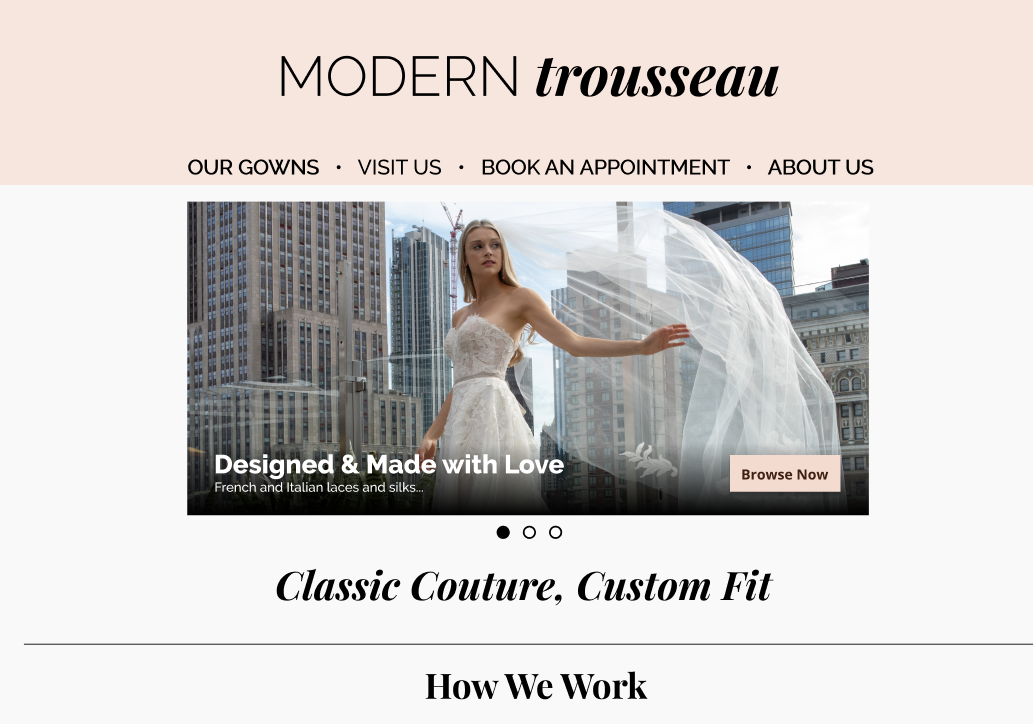 MODERN trousseau
OUR GOWNS • VISIT US • BOOK AN APPOINTMENT • ABOUT US
Designed & Made with Love
French and Italian laces and silks...
Browse Now
Classic Couture, Custom Fit
How We Work